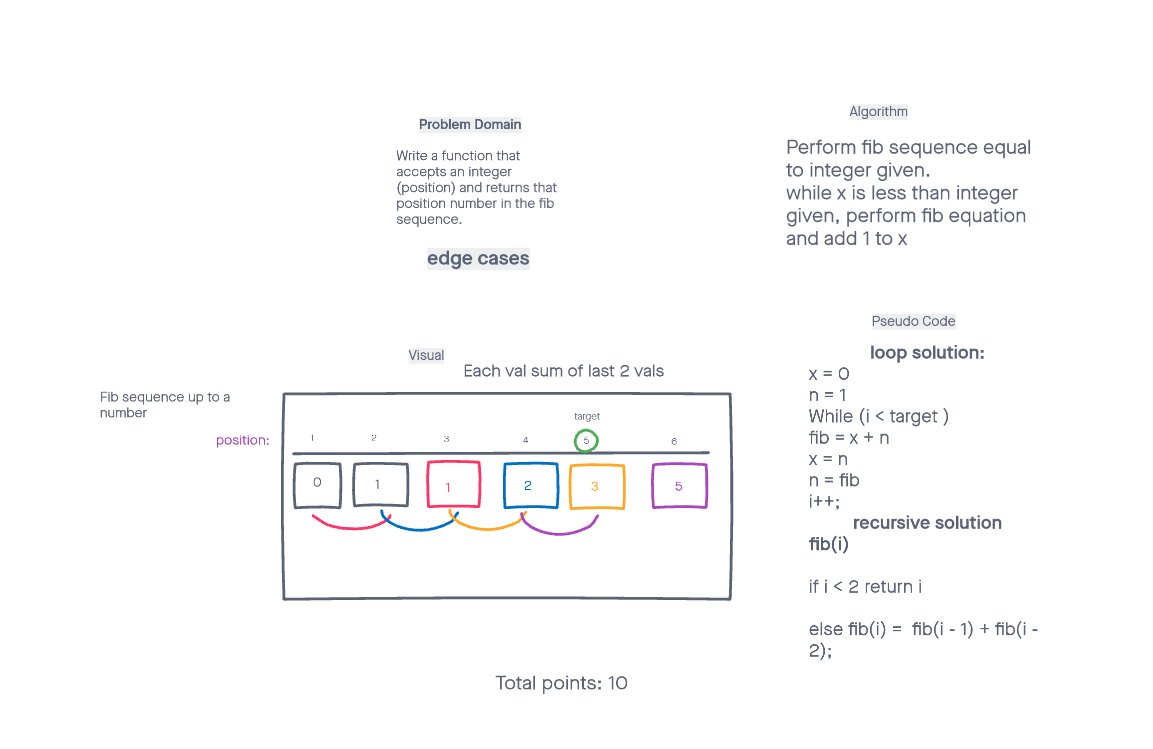 Problem Domain
Write a function that
accepts an integer
(position) and returns that
position number in the fib
sequence.
edge cases
Algorithm
Perform fib sequence equal
to integer given.
while x is less than integer
given, perform fib equation
and add 1 to x
Visual
Each val sum of last 2 vals
Fib sequence up to a
number
target
position: 1 2 3 4 5 6
0 1 1 2 3 5
Pseudo Code
loop solution:
x = 0
n = 1
While (i < target )
fib = x + n
x = n
n = fib
i++;
recursive solution
fib(i)
if i < 2 return i
else fib(i) = fib(i - 1) + fib(i -
2);
Total points: 10